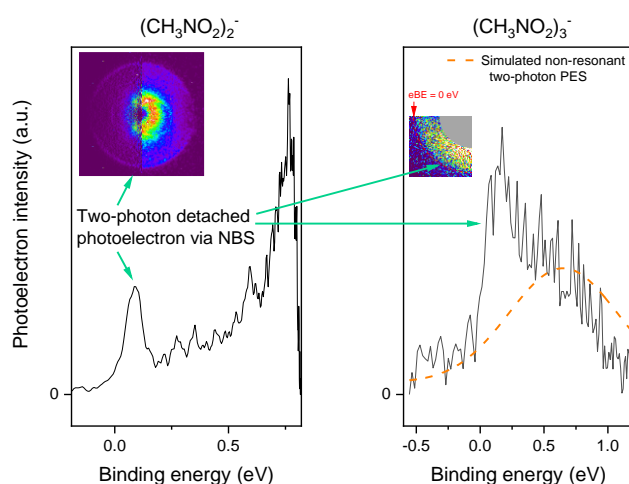 (CH3NO2)2-
(CH3NO2)3-
Simulated non-resonant
two-photon PES
eBE = 0 eV
Two-photon detached
photoelectron via NBS
Photoelectron intensity (a.u.)
0
0
0.0
0.5
-0.5
0.0
0.5
1.0
Binding energy (eV)
Binding energy (eV)